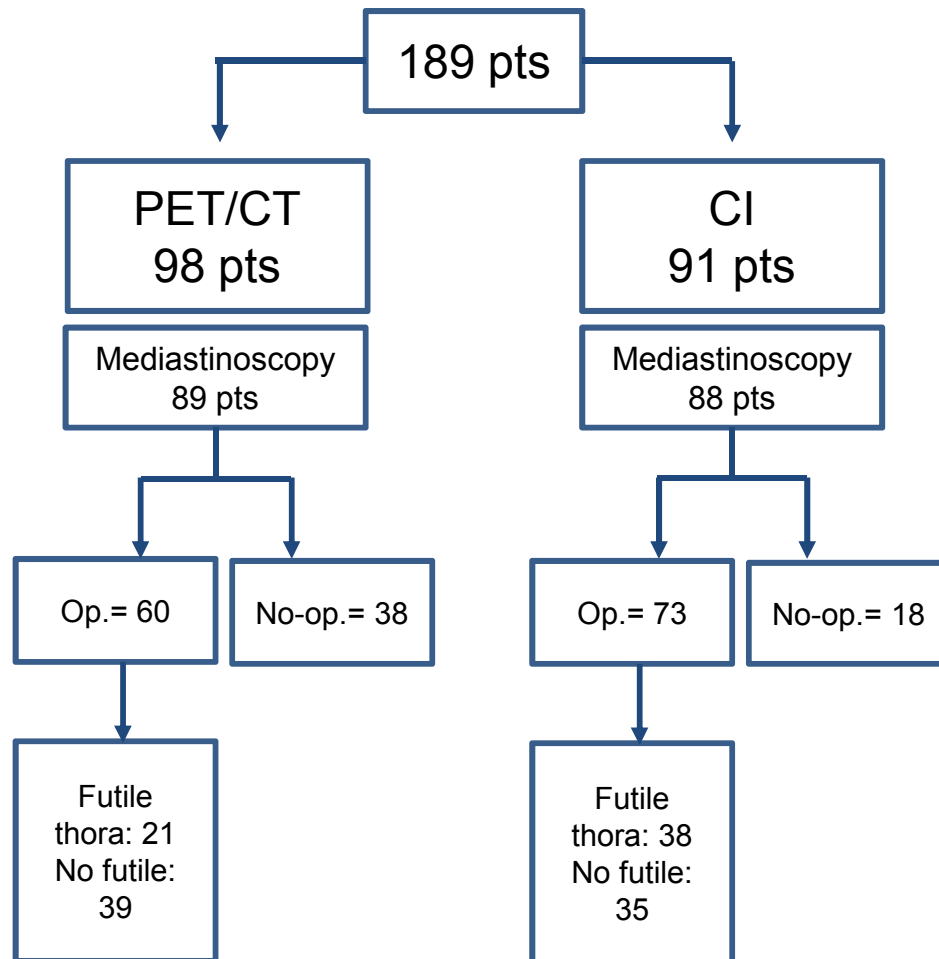 189 pts
PET/CT
98 pts
CI
91 pts
Mediastinoscopy
89 pts
Mediastinoscopy
88 pts
Op.= 60
No-op.= 38
Op.= 73
No-op.= 18
Futile
thora: 21
No futile:
39
Futile
thora: 38
No futile:
35